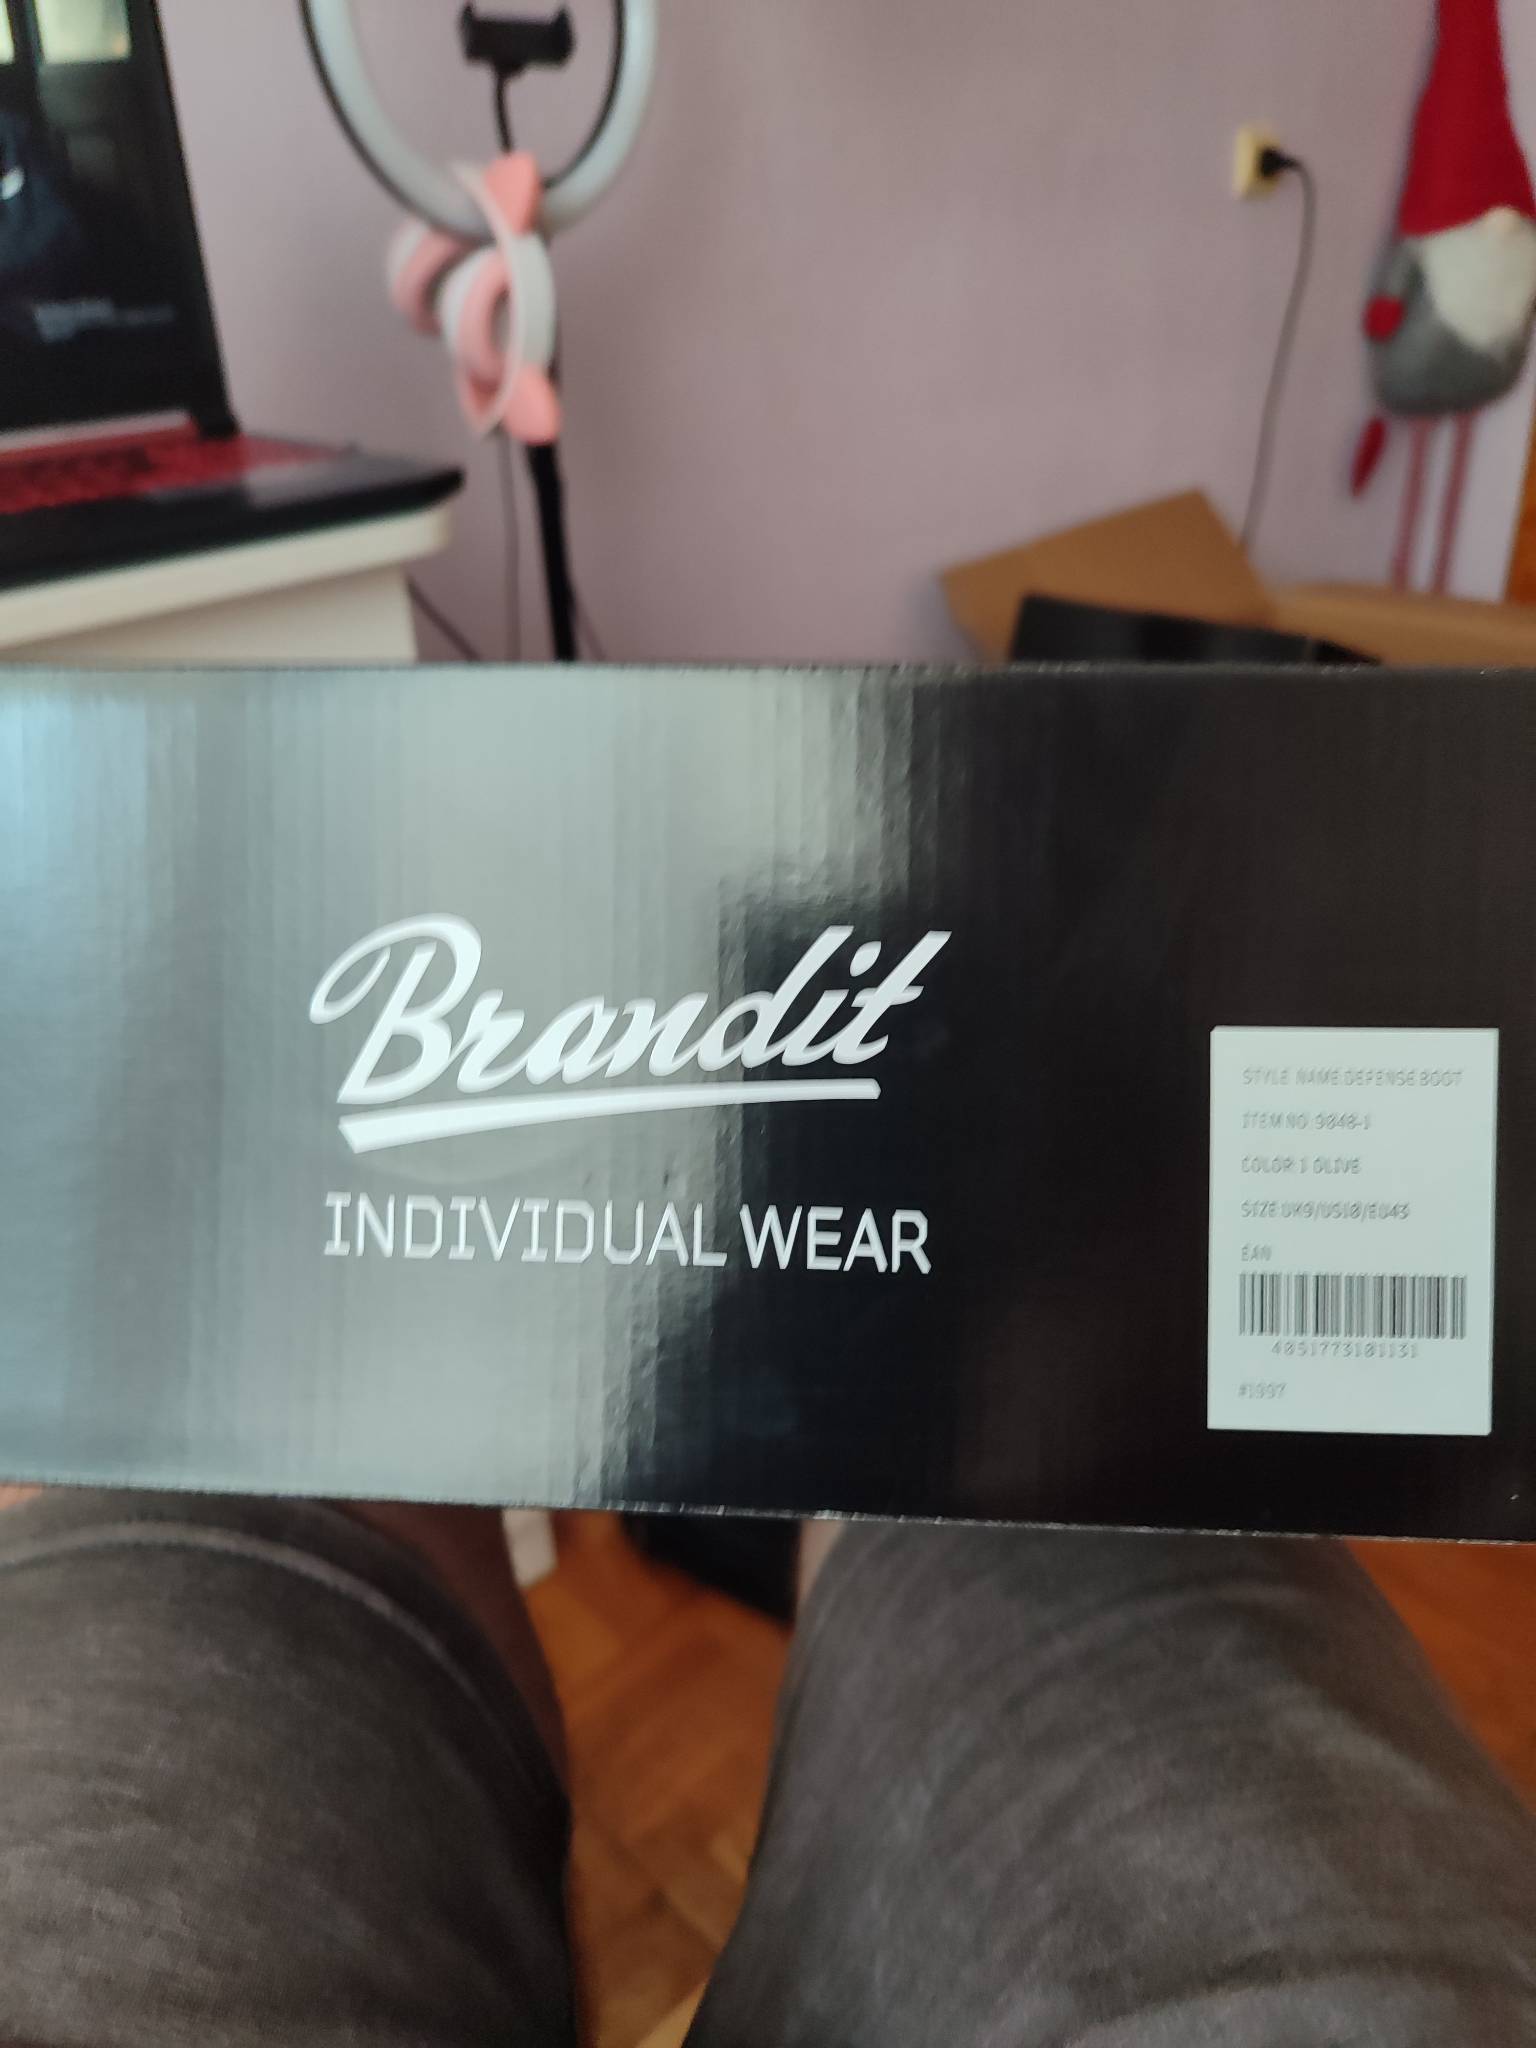 Brandit
INDIVIDUAL WEAR
STYLE NAME:DEFENSE BOOT
ITEM NO. 9048-1
COLOR: 1 OLIVE
SIZE:UK9/US10/EU43
EAN
4051773101131
#1997